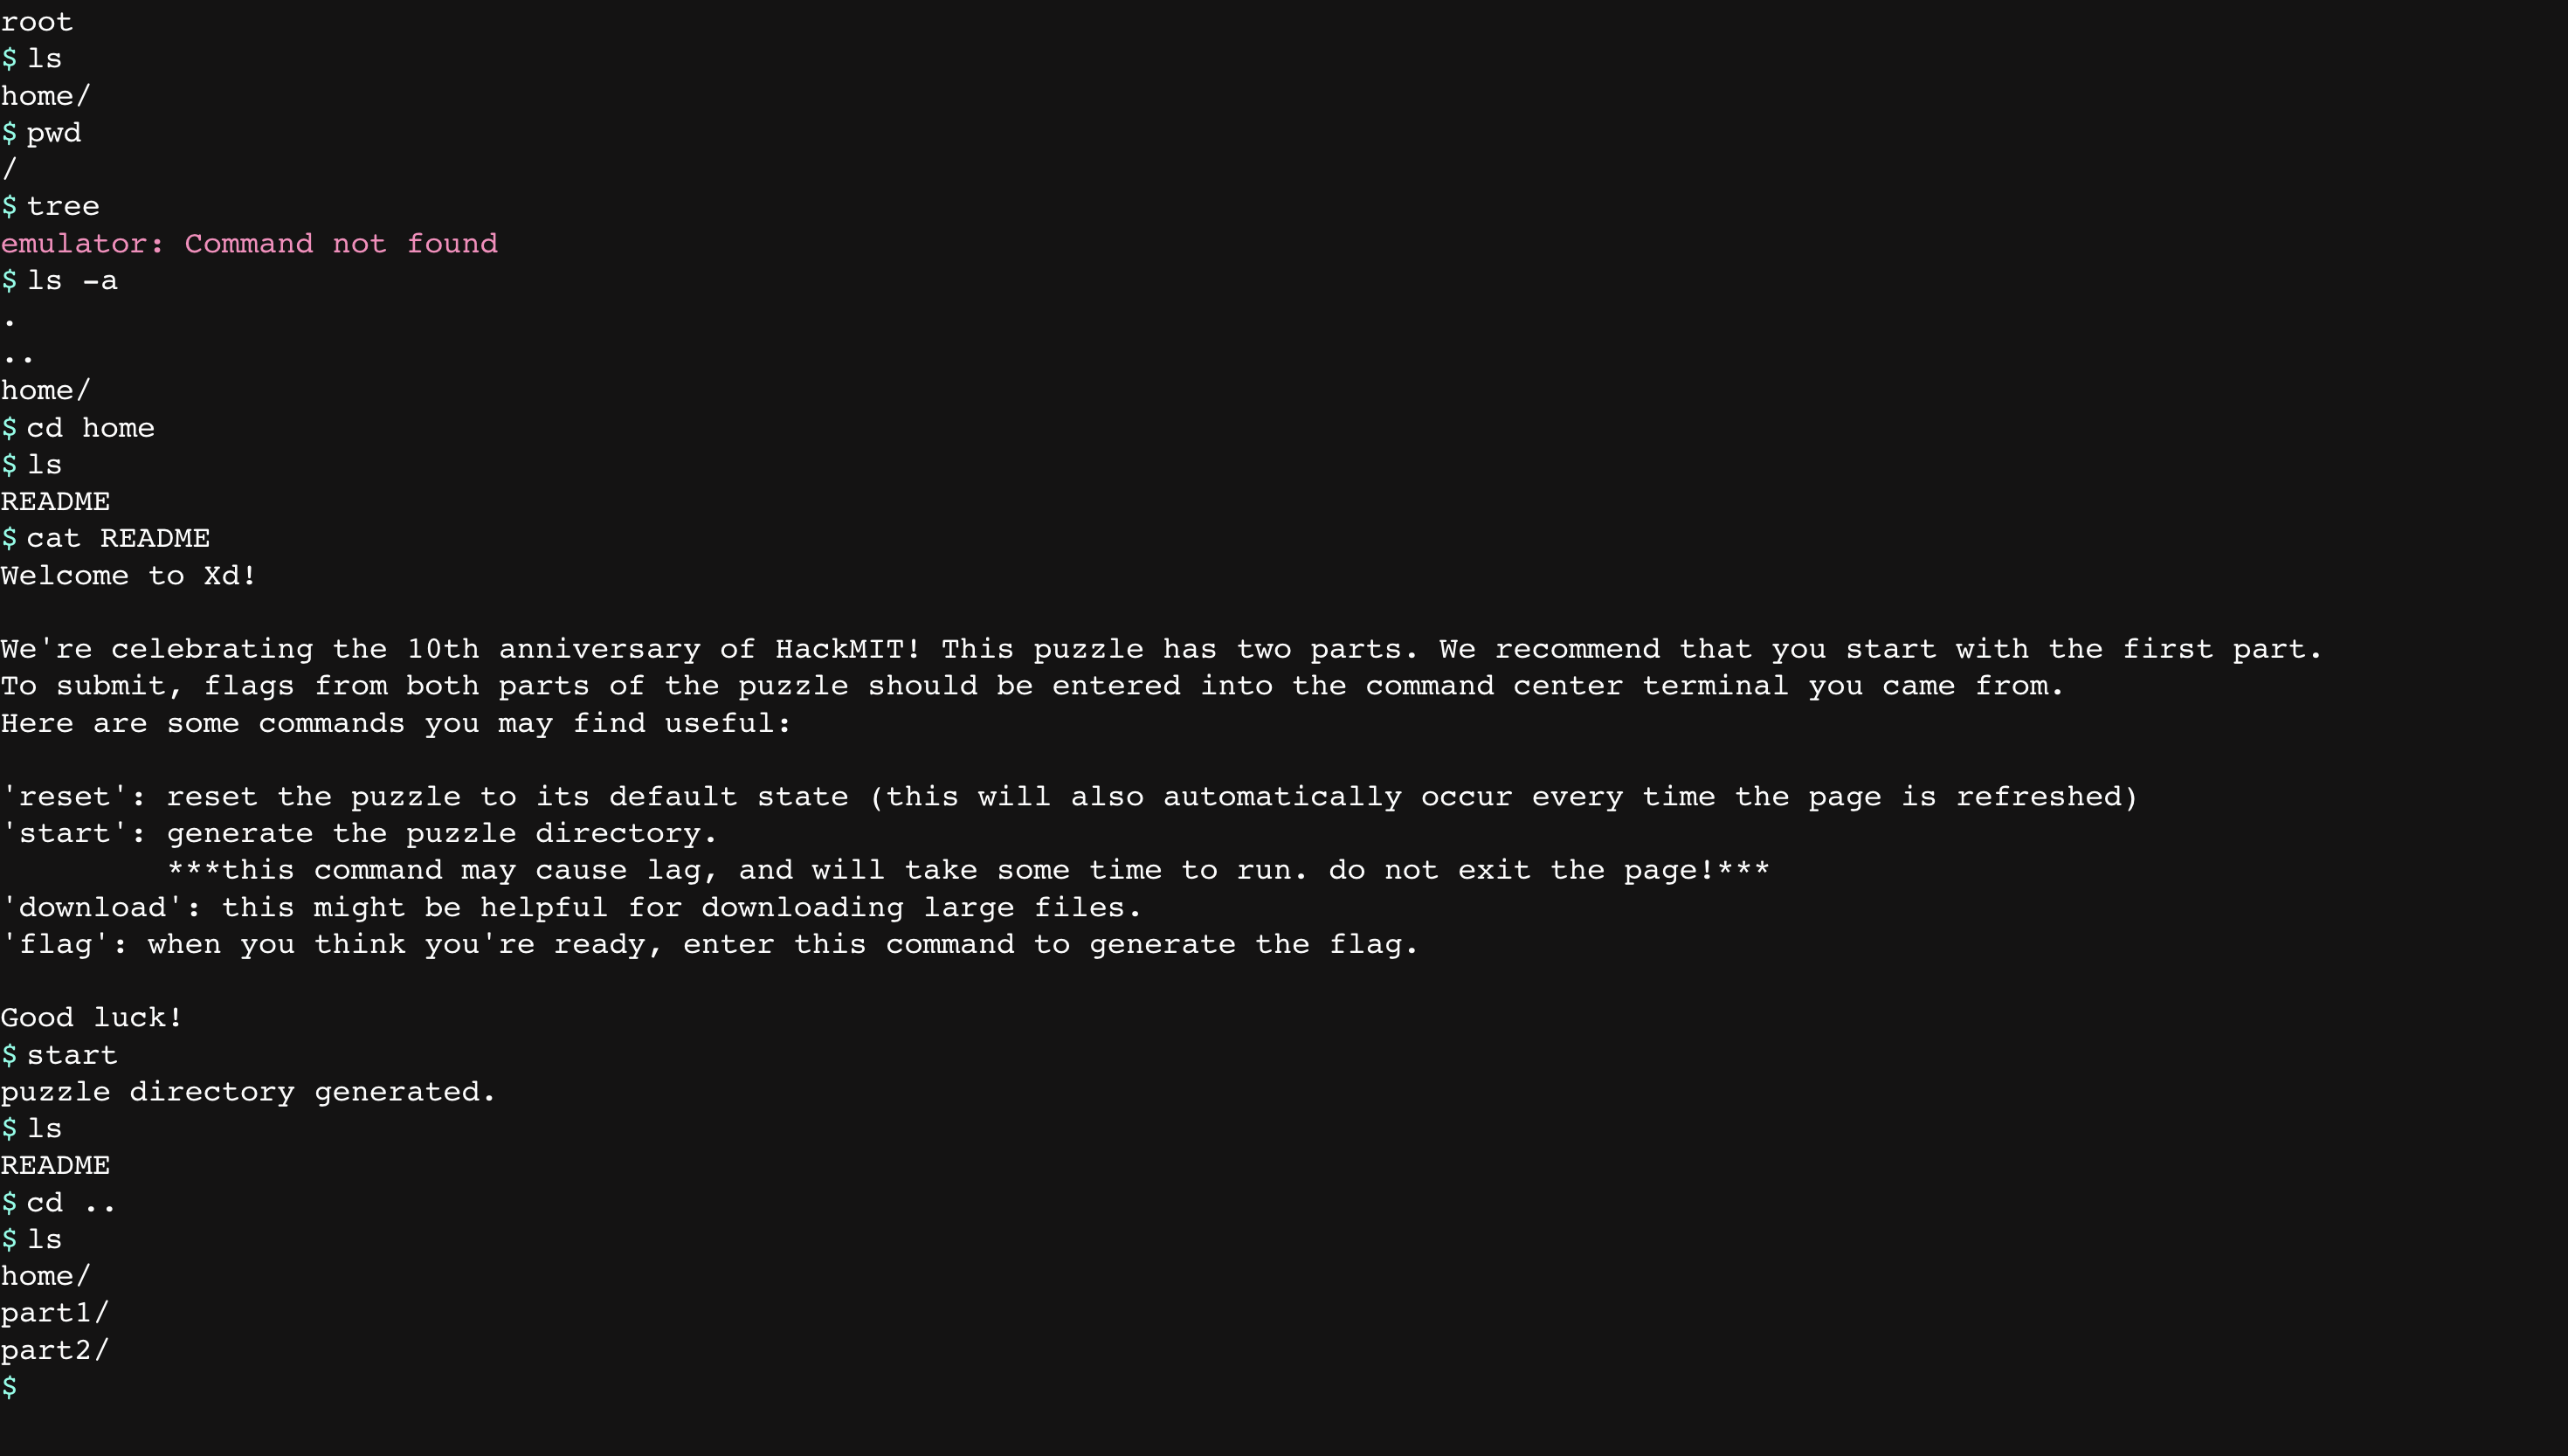 root
$ ls
home/
$ pwd
/
$ tree
emulator: Command not found
$ ls -a
.
..
home/
$ cd home
$ ls
README
$ cat README
Welcome to Xd!

We're celebrating the 10th anniversary of HackMIT! This puzzle has two parts. We recommend that you start with the first part.
To submit, flags from both parts of the puzzle should be entered into the command center terminal you came from.
Here are some commands you may find useful:

'reset': reset the puzzle to its default state (this will also automatically occur every time the page is refreshed)
'start': generate the puzzle directory.
         ***this command may cause lag, and will take some time to run. do not exit the page!***
'download': this might be helpful for downloading large files.
'flag': when you think you're ready, enter this command to generate the flag.

Good luck!
$ start
puzzle directory generated.
$ ls
README
$ cd ..
$ ls
home/
part1/
part2/
$